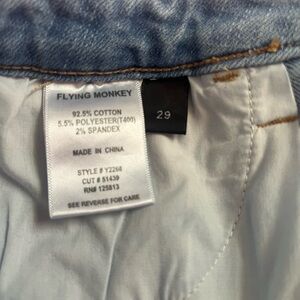 FLYING MONKEY
92.5% COTTON
5.5% POLYESTER(T400)
2% SPANDEX
MADE IN CHINA
STYLE # Y2268
CUT # 51439
RN# 125813
SEE REVERSE FOR CARE
29